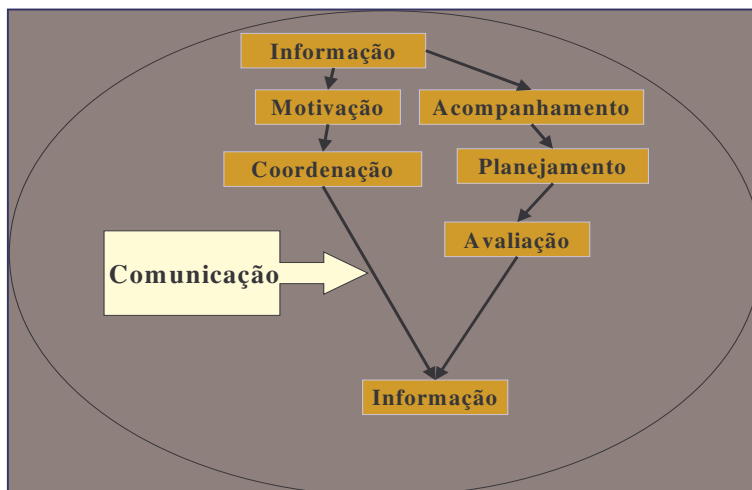 Informação
Motivação
Acompanhamento
Coordenação
Planejamento
Avaliação
Comunicação
Informação